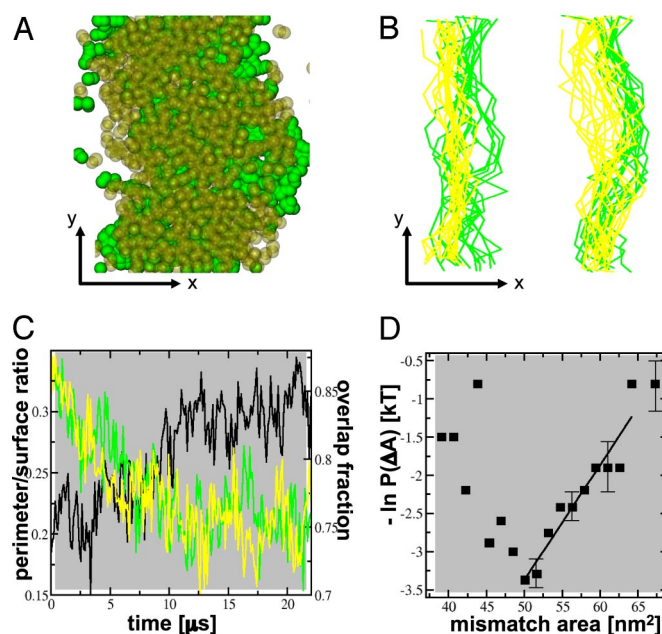 A
B
y
x
y
x
C
D
perimeter/surface ratio
0.3
0.25
0.2
0.15
overlap fraction
0.85
0.8
0.75
0.7
0 5 10 15 20
time [μs]
- ln P(ΔA) [kT]
-0.5
-1
-1.5
-2
-2.5
-3
-3.5
40 45 50 55 60 65
mismatch area [nm²]